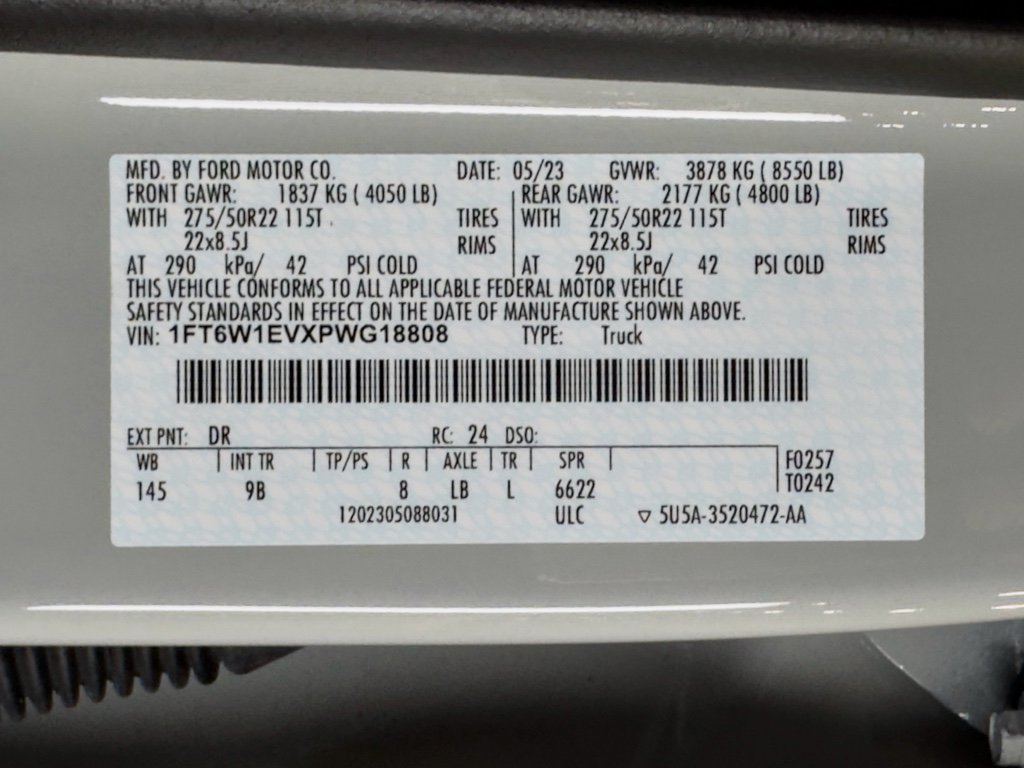 MFD. BY FORD MOTOR CO. DATE: 05/23 GVWR: 3878 KG ( 8550 LB)
FRONT GAWR: 1837 KG ( 4050 LB) REAR GAWR: 2177 KG ( 4800 LB)
WITH 275/50R22 115T TIRES WITH 275/50R22 115T TIRES
22x8.5J RIMS 22x8.5J RIMS
AT 290 kPa/ 42 PSI COLD AT 290 kPa/ 42 PSI COLD
THIS VEHICLE CONFORMS TO ALL APPLICABLE FEDERAL MOTOR VEHICLE
SAFETY STANDARDS IN EFFECT ON THE DATE OF MANUFACTURE SHOWN ABOVE.
VIN: 1FT6W1EVXPWG18808 TYPE: Truck
EXT PNT: DR RC: 24 DSO:
WB INT TR TP/PS R AXLE TR SPR F0257
145 9B 8 LB L 6622 T0242
1202305088031 ULC ▽ 5U5A-3520472-AA